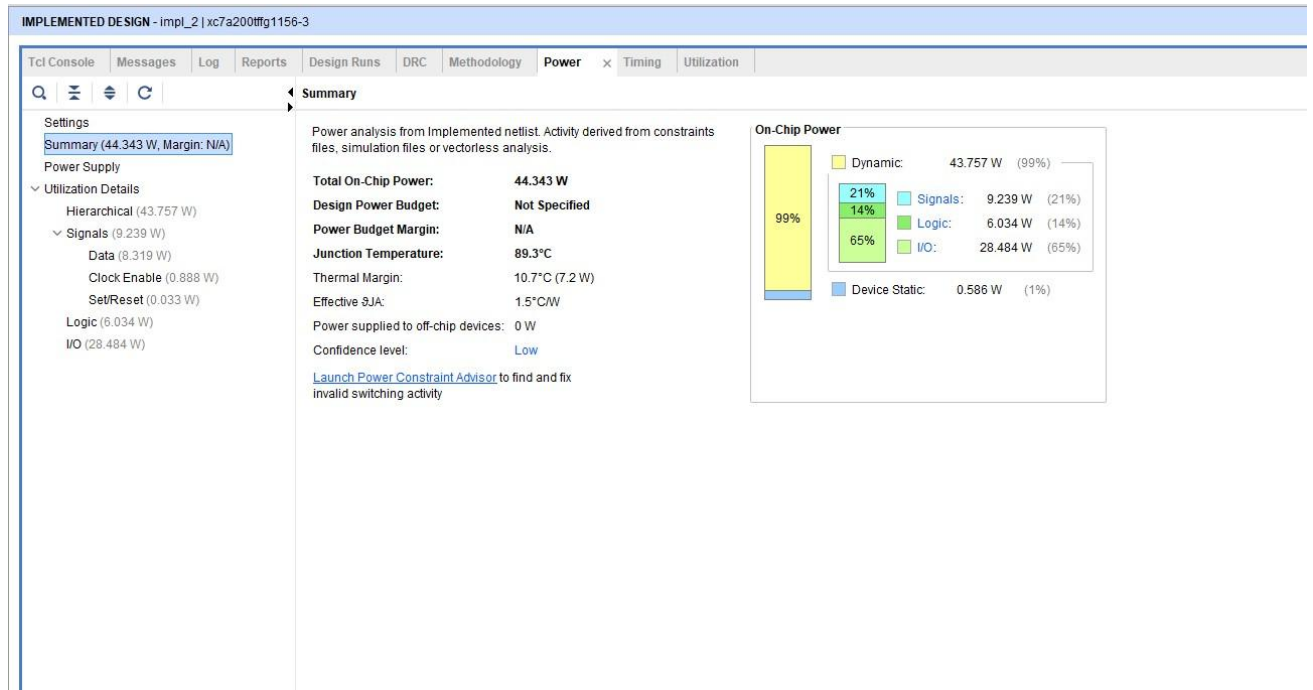 IMPLEMENTED DESIGN - impl_2 | xc7a200tffg1156-3
Tcl Console Messages Log Reports Design Runs DRC Methodology Power × Timing Utilization
Summary
Settings
Summary (44.343 W, Margin: N/A)
Power Supply
Utilization Details
Hierarchical (43.757 W)
Signals (9.239 W)
Data (8.319 W)
Clock Enable (0.888 W)
Set/Reset (0.033 W)
Logic (6.034 W)
I/O (28.484 W)
Power analysis from Implemented netlist. Activity derived from constraints
files, simulation files or vectorless analysis.
Total On-Chip Power: 44.343 W
Design Power Budget: Not Specified
Power Budget Margin: N/A
Junction Temperature: 89.3°C
Thermal Margin: 10.7°C (7.2 W)
Effective ϑJA: 1.5°C/W
Power supplied to off-chip devices: 0 W
Confidence level: Low
Launch Power Constraint Advisor to find and fix
invalid switching activity
On-Chip Power
99%
Dynamic: 43.757 W (99%)
21% Signals: 9.239 W (21%)
14% Logic: 6.034 W (14%)
65% I/O: 28.484 W (65%)
Device Static: 0.586 W (1%)